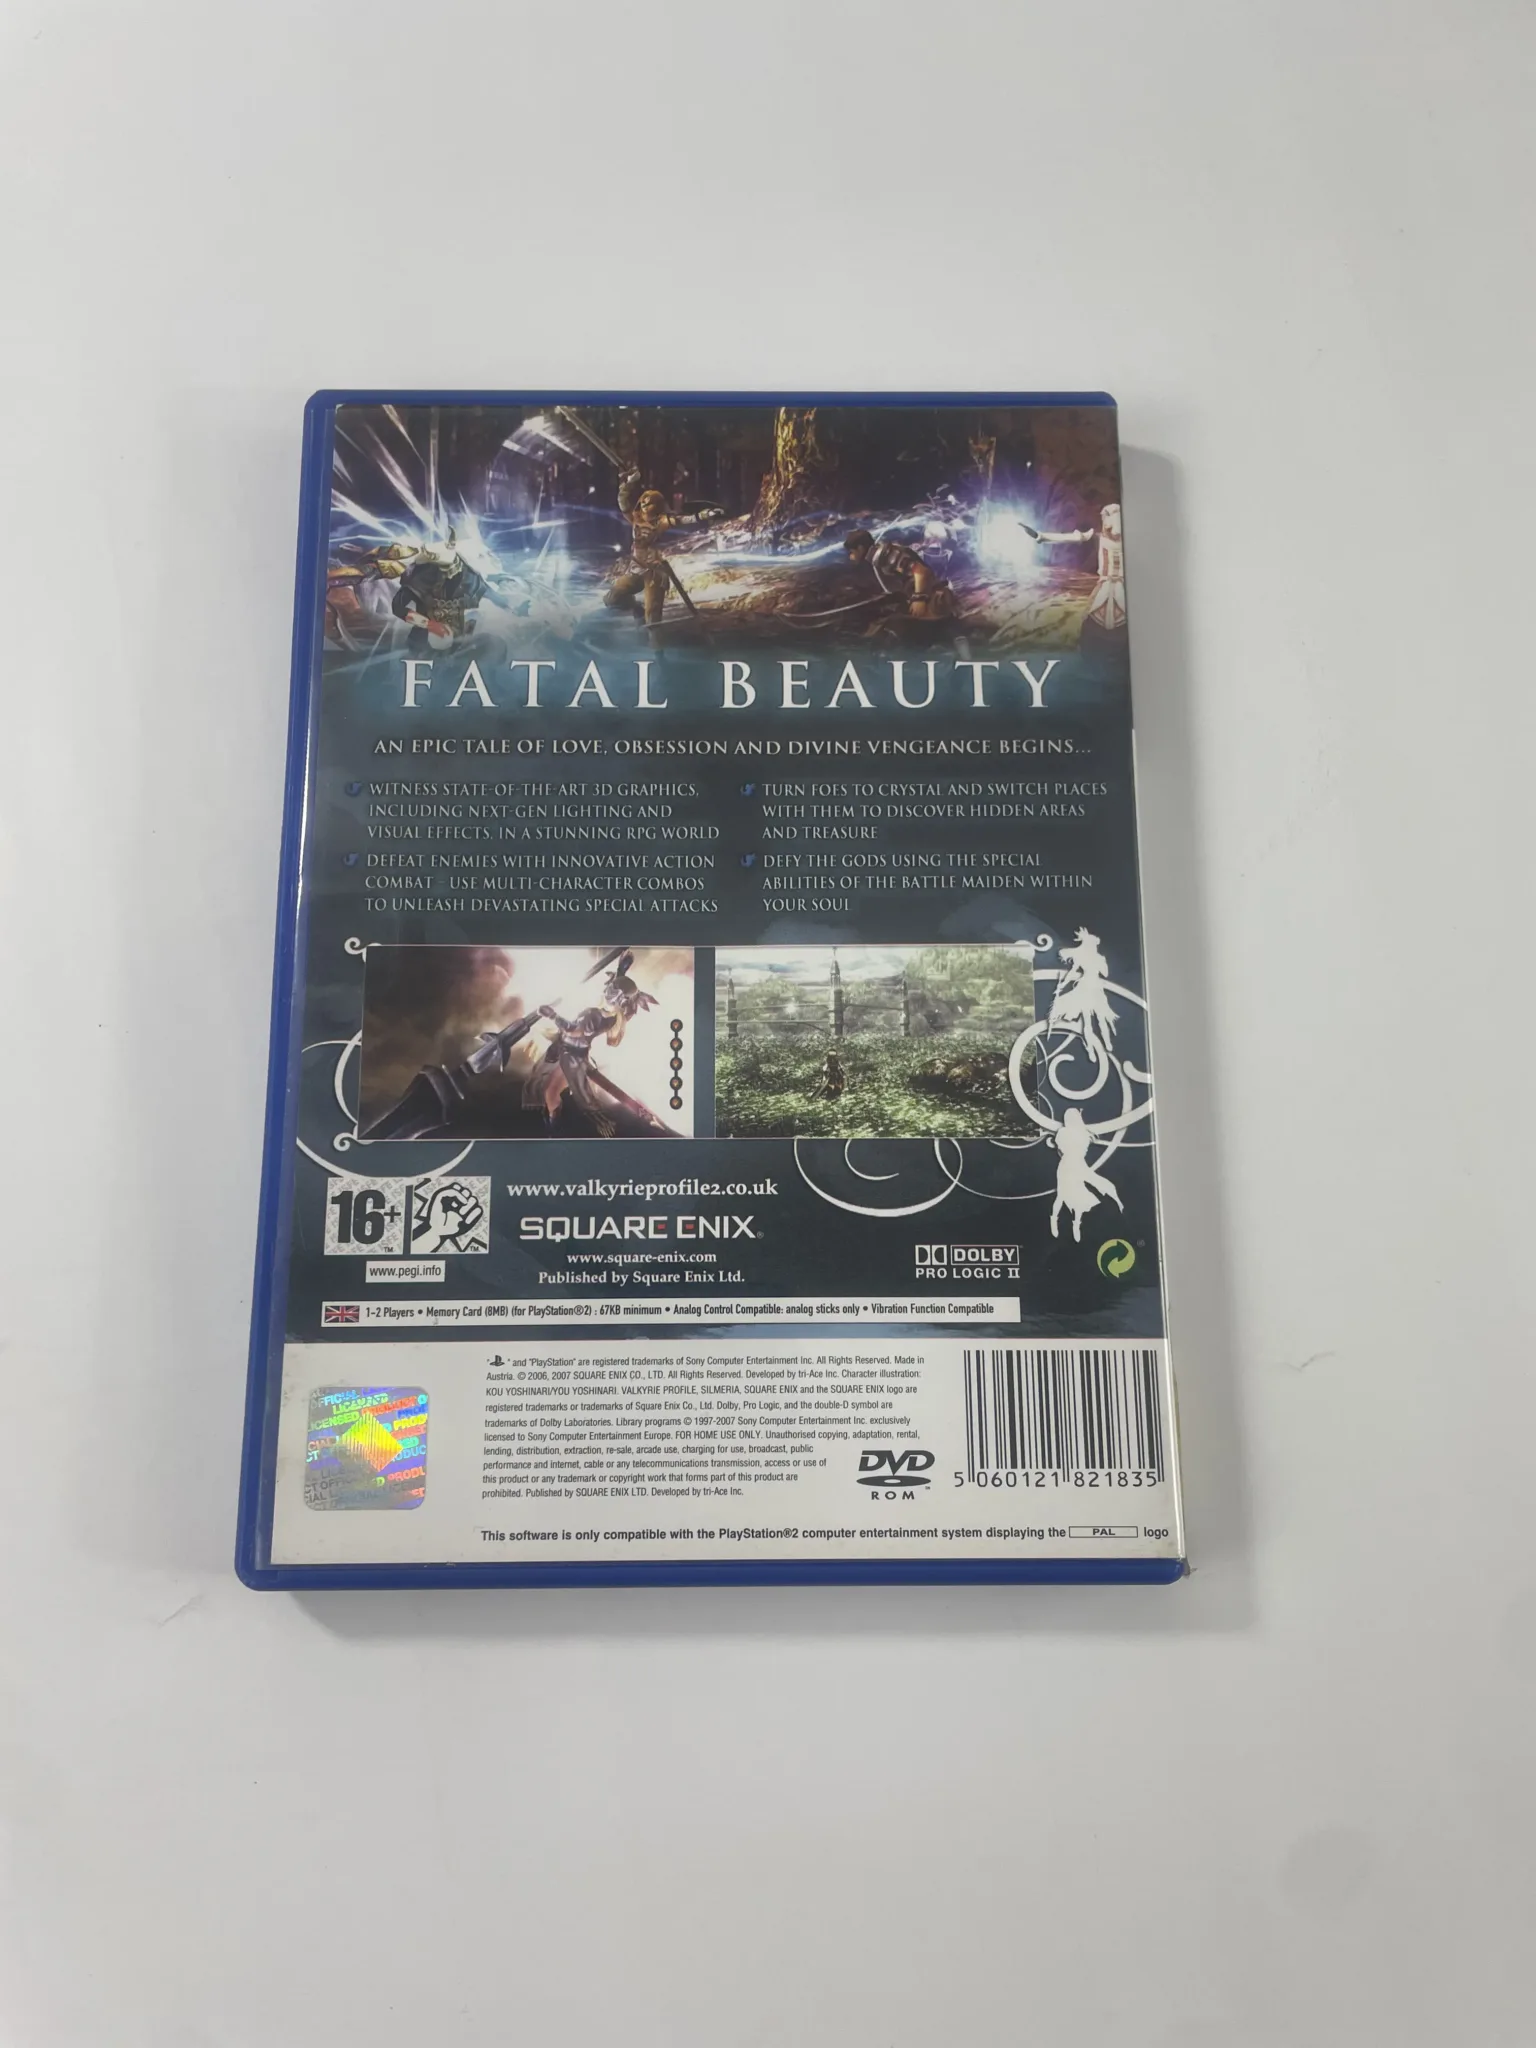 FATAL BEAUTY
AN EPIC TALE OF LOVE, OBSESSION AND DIVINE VENGEANCE BEGINS...
WITNESS STATE-OF-THE-ART 3D GRAPHICS,
INCLUDING NEXT-GEN LIGHTING AND
VISUAL EFFECTS, IN A STUNNING RPG WORLD
DEFEAT ENEMIES WITH INNOVATIVE ACTION
COMBAT - USE MULTI-CHARACTER COMBOS
TO UNLEASH DEVASTATING SPECIAL ATTACKS
TURN FOES TO CRYSTAL AND SWITCH PLACES
WITH THEM TO DISCOVER HIDDEN AREAS
AND TREASURE
DEFY THE GODS USING THE SPECIAL
ABILITIES OF THE BATTLE MAIDEN WITHIN
YOUR SOUL
16+
TM
TM
www.pegi.info
www.valkyrieprofile2.co.uk
SQUARE ENIX®
www.square-enix.com
Published by Square Enix Ltd.
DOLBY
PRO LOGIC II
1-2 Players • Memory Card (8MB) (for PlayStation®2) : 67KB minimum • Analog Control Compatible: analog sticks only • Vibration Function Compatible
" " and "PlayStation" are registered trademarks of Sony Computer Entertainment Inc. All Rights Reserved. Made in
Austria. © 2006, 2007 SQUARE ENIX CO., LTD. All Rights Reserved. Developed by tri-Ace Inc. Character illustration:
KOU YOSHINARI/YOU YOSHINARI. VALKYRIE PROFILE, SILMERIA, SQUARE ENIX and the SQUARE ENIX logo are
registered trademarks or trademarks of Square Enix Co., Ltd. Dolby, Pro Logic, and the double-D symbol are
trademarks of Dolby Laboratories. Library programs © 1997-2007 Sony Computer Entertainment Inc. exclusively
licensed to Sony Computer Entertainment Europe. FOR HOME USE ONLY. Unauthorised copying, adaptation, rental,
lending, distribution, extraction, re-sale, arcade use, charging for use, broadcast, public
performance and internet, cable or any telecommunications transmission, access or use of
this product or any trademark or copyright work that forms part of this product are
prohibited. Published by SQUARE ENIX LTD. Developed by tri-Ace Inc.
DVD
ROM
5 060121 821835
This software is only compatible with the PlayStation®2 computer entertainment system displaying the PAL logo